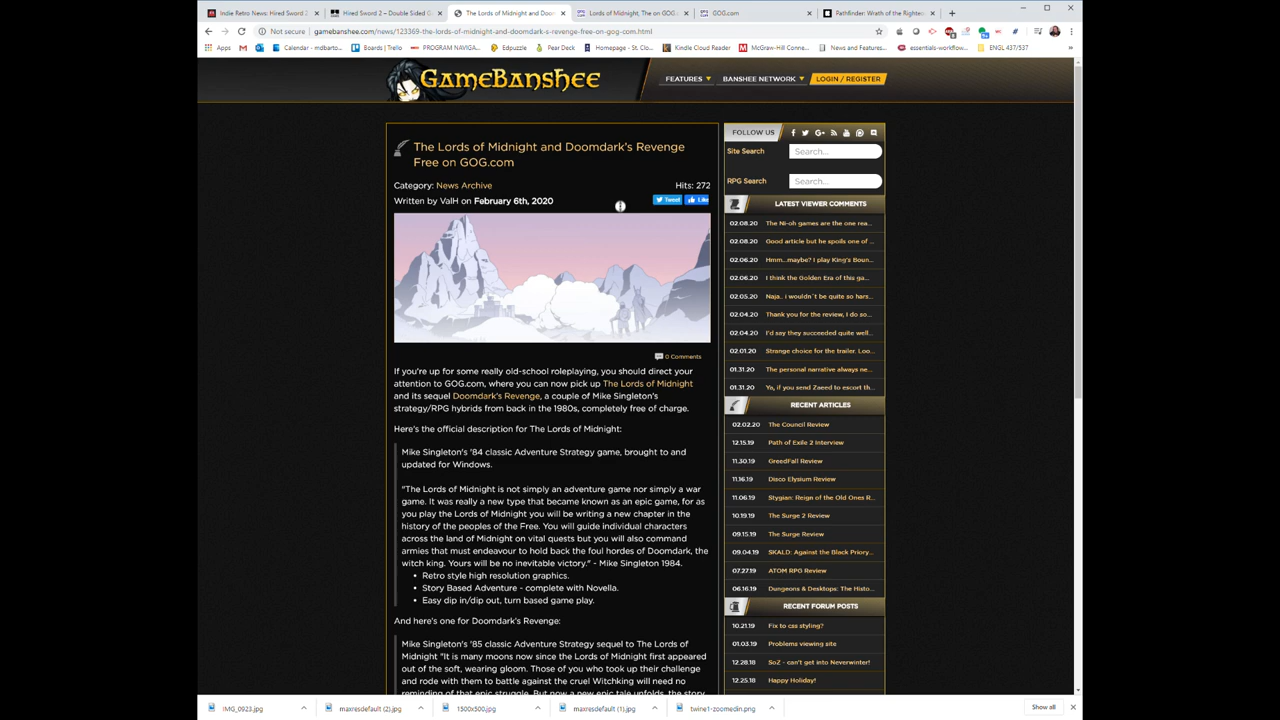 Indie Retro News: Hired Sword 2
Hired Sword 2 – Double Sided G
The Lords of Midnight and Doom
Lords of Midnight, The on GOG.c
GOG.com
Pathfinder: Wrath of the Righteo
Not secure gamebanshee.com/news/123369-the-lords-of-midnight-and-doomdark-s-revenge-free-on-gog-com.html
Apps Calendar - mdbarto... Boards | Trello PROGRAM NAVIGA... Edpuzzle Pear Deck Homepage - St. Clo... Kindle Cloud Reader McGraw-Hill Conne... News and Features... essentials-workflow... ENGL 437/537
GAMEBANSHEE
FEATURES BANSHEE NETWORK LOGIN / REGISTER
The Lords of Midnight and Doomdark's Revenge
Free on GOG.com
Category: News Archive Hits: 272
Written by ValH on February 6th, 2020 Tweet Like
0 Comments
If you're up for some really old-school roleplaying, you should direct your
attention to GOG.com, where you can now pick up The Lords of Midnight
and its sequel Doomdark's Revenge, a couple of Mike Singleton's
strategy/RPG hybrids from back in the 1980s, completely free of charge.
Here's the official description for The Lords of Midnight:
Mike Singleton's '84 classic Adventure Strategy game, brought to and
updated for Windows.
"The Lords of Midnight is not simply an adventure game nor simply a war
game. It was really a new type that became known as an epic game, for as
you play the Lords of Midnight you will be writing a new chapter in the
history of the peoples of the Free. You will guide individual characters
across the land of Midnight on vital quests but you will also command
armies that must endeavour to hold back the foul hordes of Doomdark, the
witch king. Yours will be no inevitable victory." - Mike Singleton 1984.
• Retro style high resolution graphics.
• Story Based Adventure - complete with Novella.
• Easy dip in/dip out, turn based game play.
And here's one for Doomdark's Revenge:
Mike Singleton's '85 classic Adventure Strategy sequel to The Lords of
Midnight "It is many moons now since the Lords of Midnight first appeared
out of the soft, wearing gloom. Those of you who took up their challenge
and rode with them to battle against the cruel Witchking will need no
reminding of that epic struggle. But now a new epic tale unfolds, the story
FOLLOW US
Site Search Search...
RPG Search Search...
LATEST VIEWER COMMENTS
02.08.20 The Ni-oh games are the one rea...
02.08.20 Good article but he spoils one of ...
02.06.20 Hmm...maybe? I play King's Boun...
02.06.20 I think the Golden Era of this ga...
02.05.20 Naja.. i wouldn´t be quite so hars...
02.04.20 Thank you for the review, I do so...
02.04.20 I'd say they succeeded quite well...
02.01.20 Strange choice for the trailer. Loo...
01.31.20 The personal narrative always ne...
01.31.20 Ya, if you send Zaeed to escort th...
RECENT ARTICLES
02.02.20 The Council Review
12.15.19 Path of Exile 2 Interview
11.30.19 GreedFall Review
11.16.19 Disco Elysium Review
11.06.19 Stygian: Reign of the Old Ones R...
10.19.19 The Surge 2 Review
09.15.19 The Surge Review
09.04.19 SKALD: Against the Black Priory...
07.27.19 ATOM RPG Review
06.16.19 Dungeons & Desktops: The Histo...
RECENT FORUM POSTS
10.21.19 Fix to css styling?
01.03.19 Problems viewing site
12.28.18 SoZ - can't get into Neverwinter!
12.25.18 Happy Holiday!
IMG_0923.jpg maxresdefault (2).jpg 1500x500.jpg maxresdefault (1).jpg twine1-zoomedin.png Show all